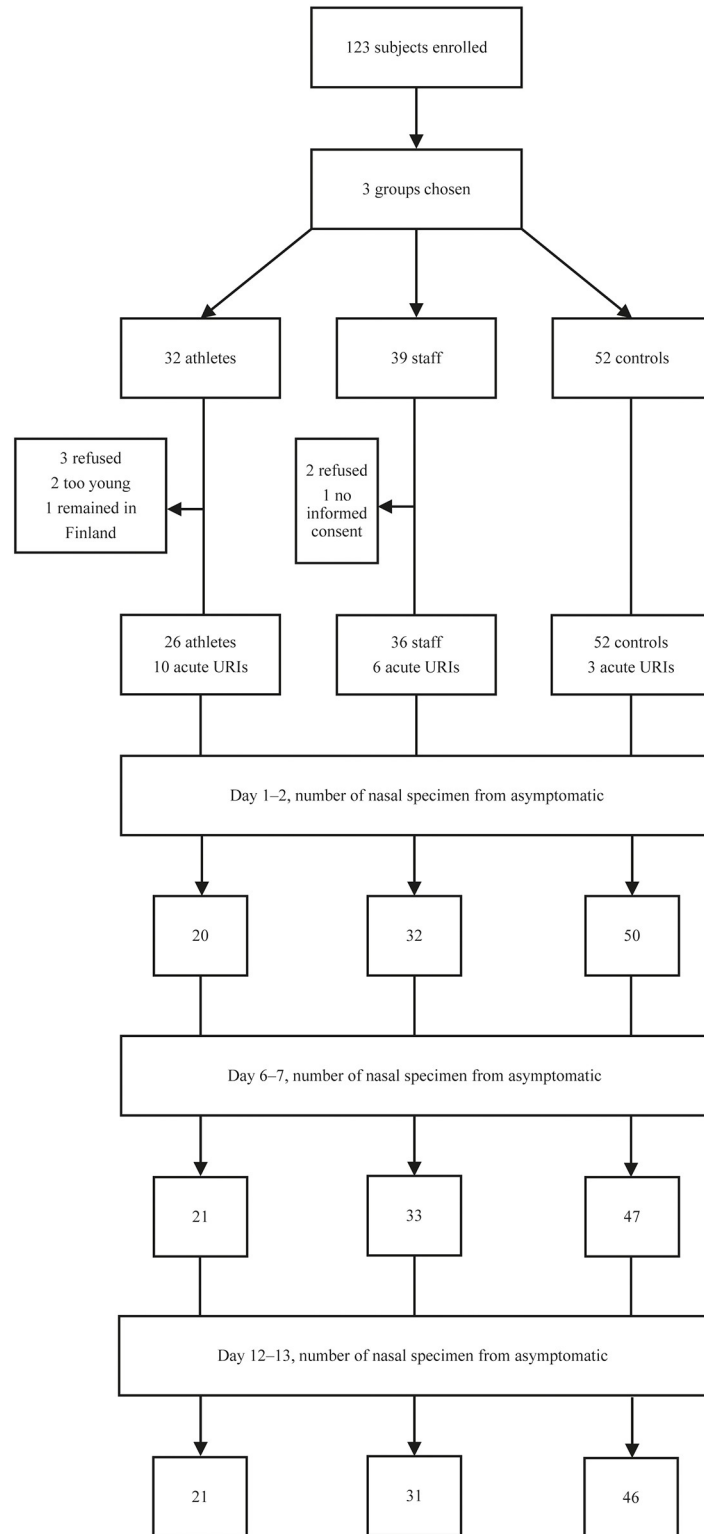 123 subjects enrolled
3 groups chosen
32 athletes
39 staff
52 controls
3 refused
2 too young
1 remained in
Finland
2 refused
1 no
informed
consent
26 athletes
10 acute URIs
36 staff
6 acute URIs
52 controls
3 acute URIs
Day 1–2, number of nasal specimen from asymptomatic
20
32
50
Day 6–7, number of nasal specimen from asymptomatic
21
33
47
Day 12–13, number of nasal specimen from asymptomatic
21
31
46